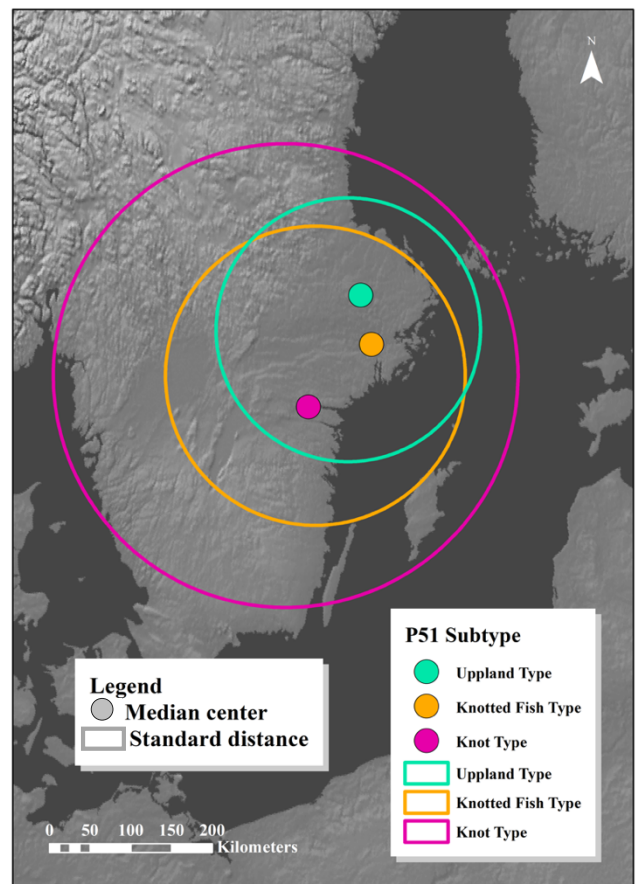 N
P51 Subtype
Uppland Type
Knotted Fish Type
Knot Type
Uppland Type
Knotted Fish Type
Knot Type
Legend
Median center
Standard distance
0 50 100 150 200
Kilometers